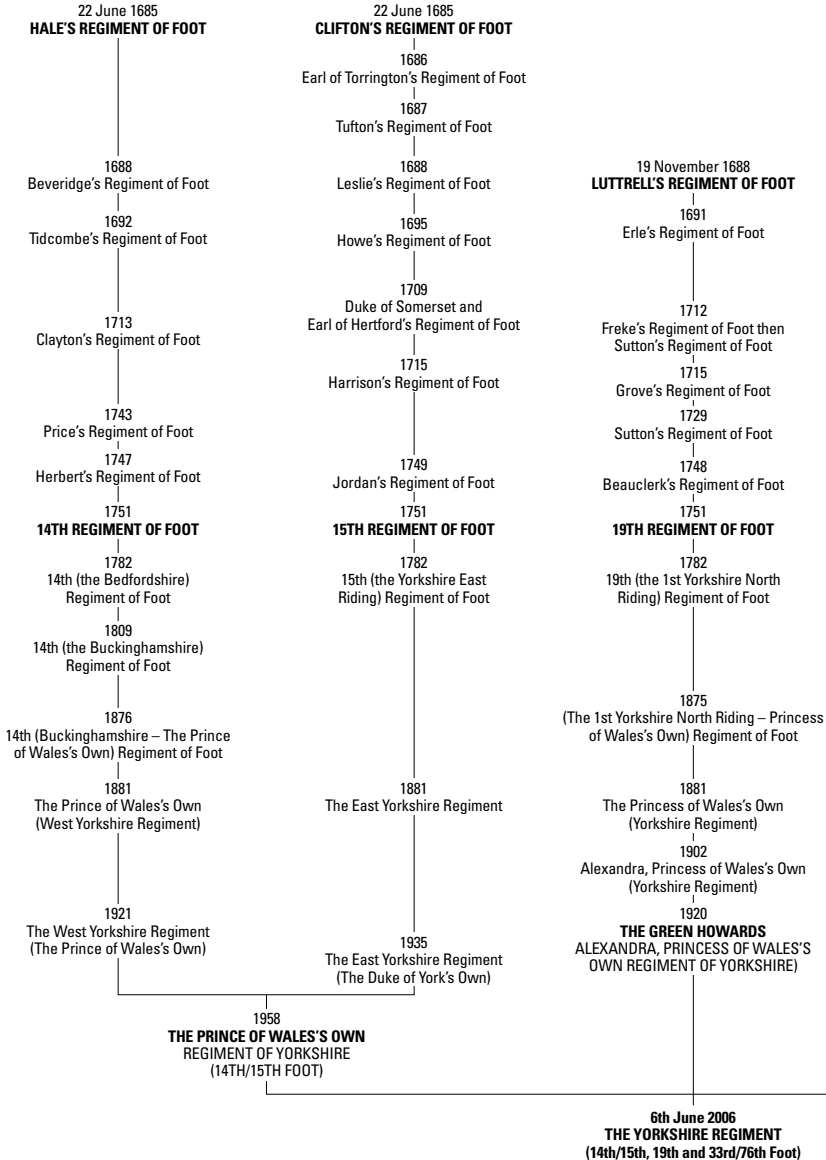 22 June 1685
HALE'S REGIMENT OF FOOT
1688
Beveridge's Regiment of Foot
1692
Tidcombe's Regiment of Foot
1713
Clayton's Regiment of Foot
1743
Price's Regiment of Foot
1747
Herbert's Regiment of Foot
1751
14TH REGIMENT OF FOOT
1782
14th (the Bedfordshire)
Regiment of Foot
1809
14th (the Buckinghamshire)
Regiment of Foot
1876
14th (Buckinghamshire – The Prince
of Wales's Own) Regiment of Foot
1881
The Prince of Wales's Own
(West Yorkshire Regiment)
1921
The West Yorkshire Regiment
(The Prince of Wales's Own)
22 June 1685
CLIFTON'S REGIMENT OF FOOT
1686
Earl of Torrington's Regiment of Foot
1687
Tufton's Regiment of Foot
1688
Leslie's Regiment of Foot
1695
Howe's Regiment of Foot
1709
Duke of Somerset and
Earl of Hertford's Regiment of Foot
1715
Harrison's Regiment of Foot
1749
Jordan's Regiment of Foot
1751
15TH REGIMENT OF FOOT
1782
15th (the Yorkshire East
Riding) Regiment of Foot
1881
The East Yorkshire Regiment
1935
The East Yorkshire Regiment
(The Duke of York's Own)
19 November 1688
LUTTRELL'S REGIMENT OF FOOT
1691
Erle's Regiment of Foot
1712
Freke's Regiment of Foot then
Sutton's Regiment of Foot
1715
Grove's Regiment of Foot
1729
Sutton's Regiment of Foot
1748
Beauclerk's Regiment of Foot
1751
19TH REGIMENT OF FOOT
1782
19th (the 1st Yorkshire North
Riding) Regiment of Foot
1875
(The 1st Yorkshire North Riding – Princess
of Wales's Own) Regiment of Foot
1881
The Princess of Wales's Own
(Yorkshire Regiment)
1902
Alexandra, Princess of Wales's Own
(Yorkshire Regiment)
1920
THE GREEN HOWARDS
ALEXANDRA, PRINCESS OF WALES'S
OWN REGIMENT OF YORKSHIRE)
1958
THE PRINCE OF WALES'S OWN
REGIMENT OF YORKSHIRE
(14TH/15TH FOOT)
6th June 2006
THE YORKSHIRE REGIMENT
(14th/15th, 19th and 33rd/76th Foot)